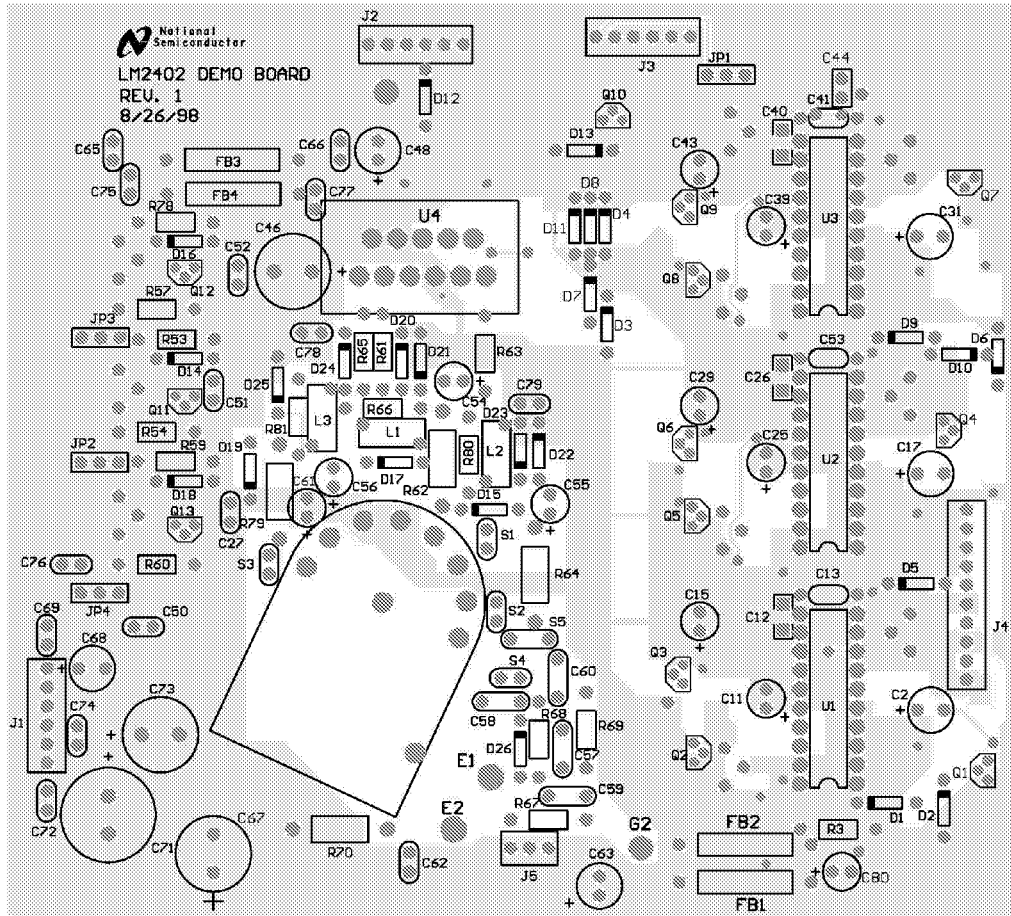 J2
J3
JP1
C44
National
Semiconductor
LM2402 DEMO BOARD
REV. 1
8/26/98
D12
Q10
C40
C41
C65
C66
C48
D13
C43
FB3
C75
FB4
C77
D8
Q7
R78
U4
D11
D4
Q9
C39
U3
C31
C46
D16
C52
Q12
Q8
R57
D7
D20
D3
JP3
R53
C78
D24
R65
R61
D21
R63
D9
D6
C53
D14
D10
C26
D25
C54
C79
C29
Q11
C51
R66
D23
R81
L3
L1
Q6
Q4
R54
D19
R80
L2
D22
C25
U2
C17
JP2
R59
D17
C56
R62
D18
C61
D15
C55
Q13
R79
C27
S1
Q5
S3
C76
R60
R64
D5
C13
JP4
C69
C50
S2
C15
C12
J4
C68
S5
Q3
S4
C60
C73
C74
C58
C11
U1
C2
J1
R68
R69
D26
C57
Q2
E1
Q1
C72
C59
C71
C67
E2
R67
G2
D1
D2
FB2
R3
R70
C62
J5
C63
C80
FB1